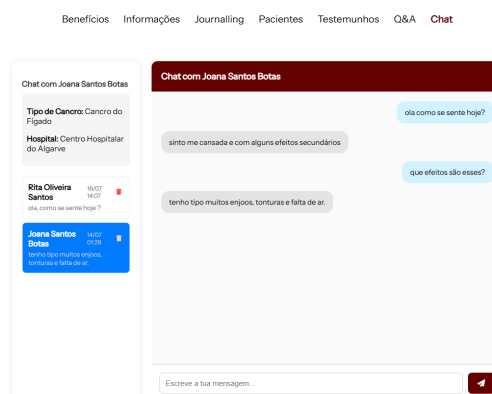 Benefícios Informações Journalling Pacientes Testemunhos Q&A Chat
Chat com Joana Santos Botas
Tipo de Cancro: Cancro do
Fígado
Hospital: Centro Hospitalar
do Algarve
Rita Oliveira
Santos
16/07
14:07
ola, como se sente hoje ?
Joana Santos
Botas
14/07
01:26
tenho tipo muitos enjoos,
tonturas e falta de ar.
Chat com Joana Santos Botas
ola como se sente hoje?
sinto me cansada e com alguns efeitos secundários
que efeitos são esses?
tenho tipo muitos enjoos, tonturas e falta de ar.
Escreve a tua mensagem...